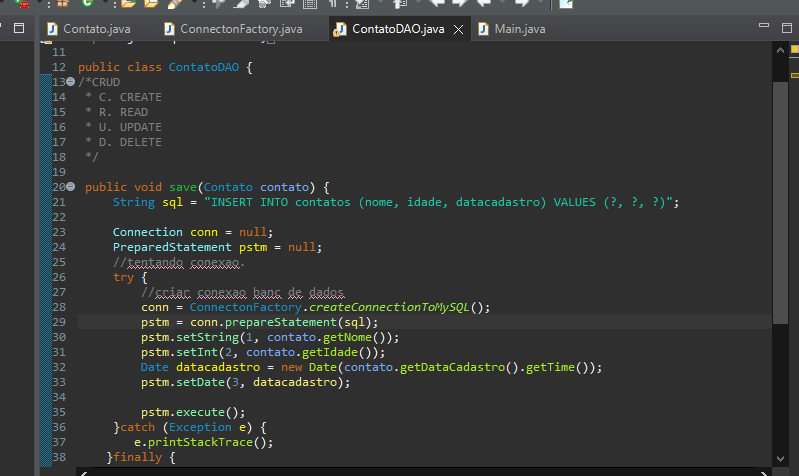 Contato.java
ConnectonFactory.java
ContatoDAO.java
Main.java
11
12 public class ContatoDAO {
13 /*CRUD
14 * C. CREATE
15 * R. READ
16 * U. UPDATE
17 * D. DELETE
18 */
19
20 public void save(Contato contato) {
21 String sql = "INSERT INTO contatos (nome, idade, datacadastro) VALUES (?, ?, ?)";
22
23 Connection conn = null;
24 PreparedStatement pstm = null;
25 //tentando conexao.
26 try {
27 //criar conexao banc de dados
28 conn = ConnectonFactory.createConnectionToMySQL();
29 pstm = conn.prepareStatement(sql);
30 pstm.setString(1, contato.getNome());
31 pstm.setInt(2, contato.getIdade());
32 Date datacadastro = new Date(contato.getDataCadastro().getTime());
33 pstm.setDate(3, datacadastro);
34
35 pstm.execute();
36 }catch (Exception e) {
37 e.printStackTrace();
38 }finally {